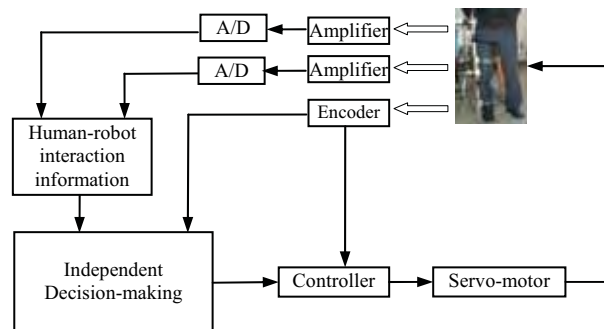 A/D
Amplifier
A/D
Amplifier
Encoder
Human-robot
interaction
information
Independent
Decision-making
Controller
Servo-motor